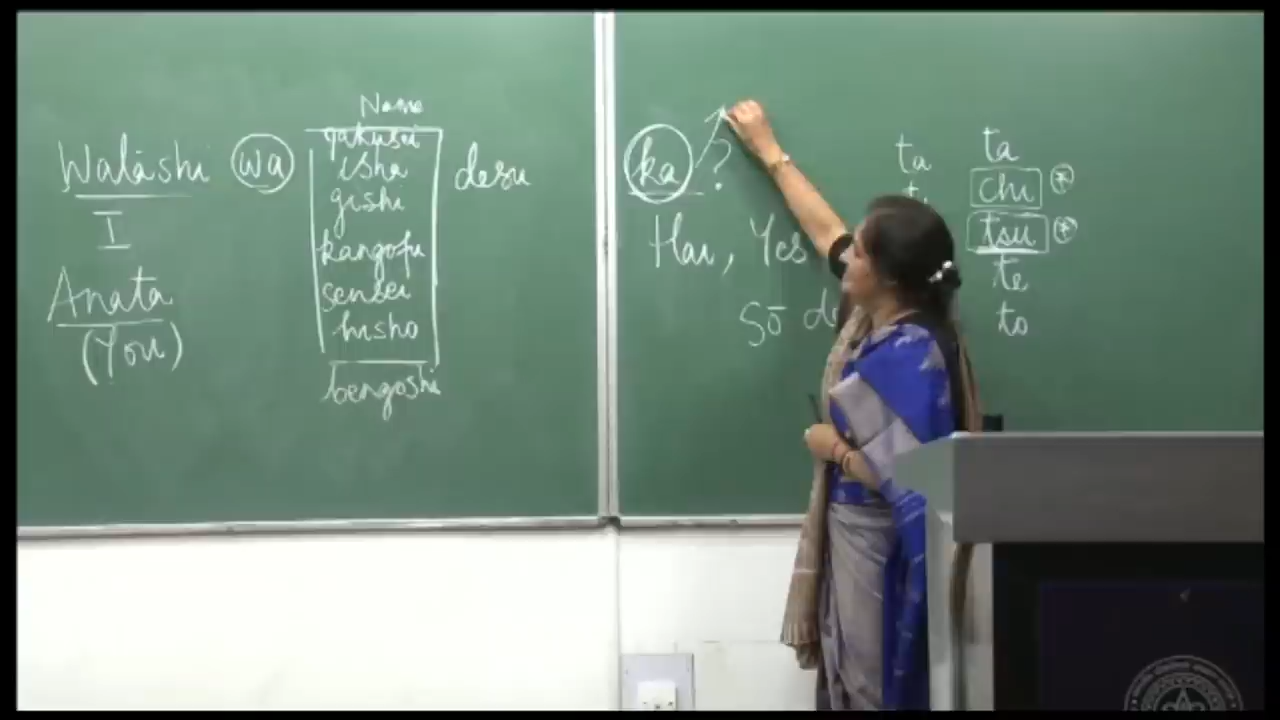 Name
Watashi wa gakusei desu
isha
gishi
kangofu
sensei
hisho
bengoshi
I
Anata
(You)
ka ?
Hai, Yes
Sō de
ta ta
chi *
tsu *
te
to